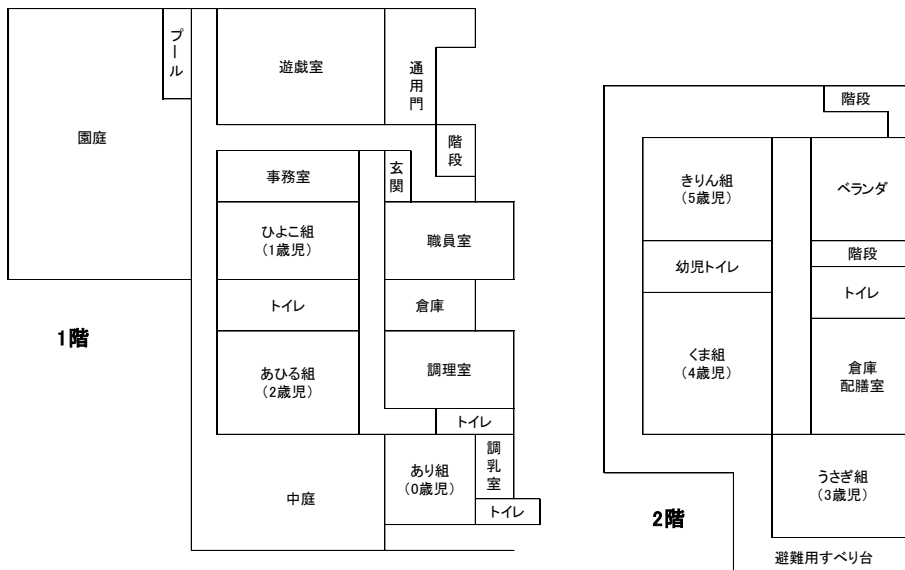 プール
遊戯室
通用門
園庭
階段
事務室
玄関
ひよこ組
(1歳児)
職員室
トイレ
倉庫
1階
あひる組
(2歳児)
調理室
トイレ
あり組
(0歳児)
調乳室
中庭
トイレ
階段
きりん組
(5歳児)
ベランダ
幼児トイレ
階段
トイレ
くま組
(4歳児)
倉庫
配膳室
うさぎ組
(3歳児)
2階
避難用すべり台